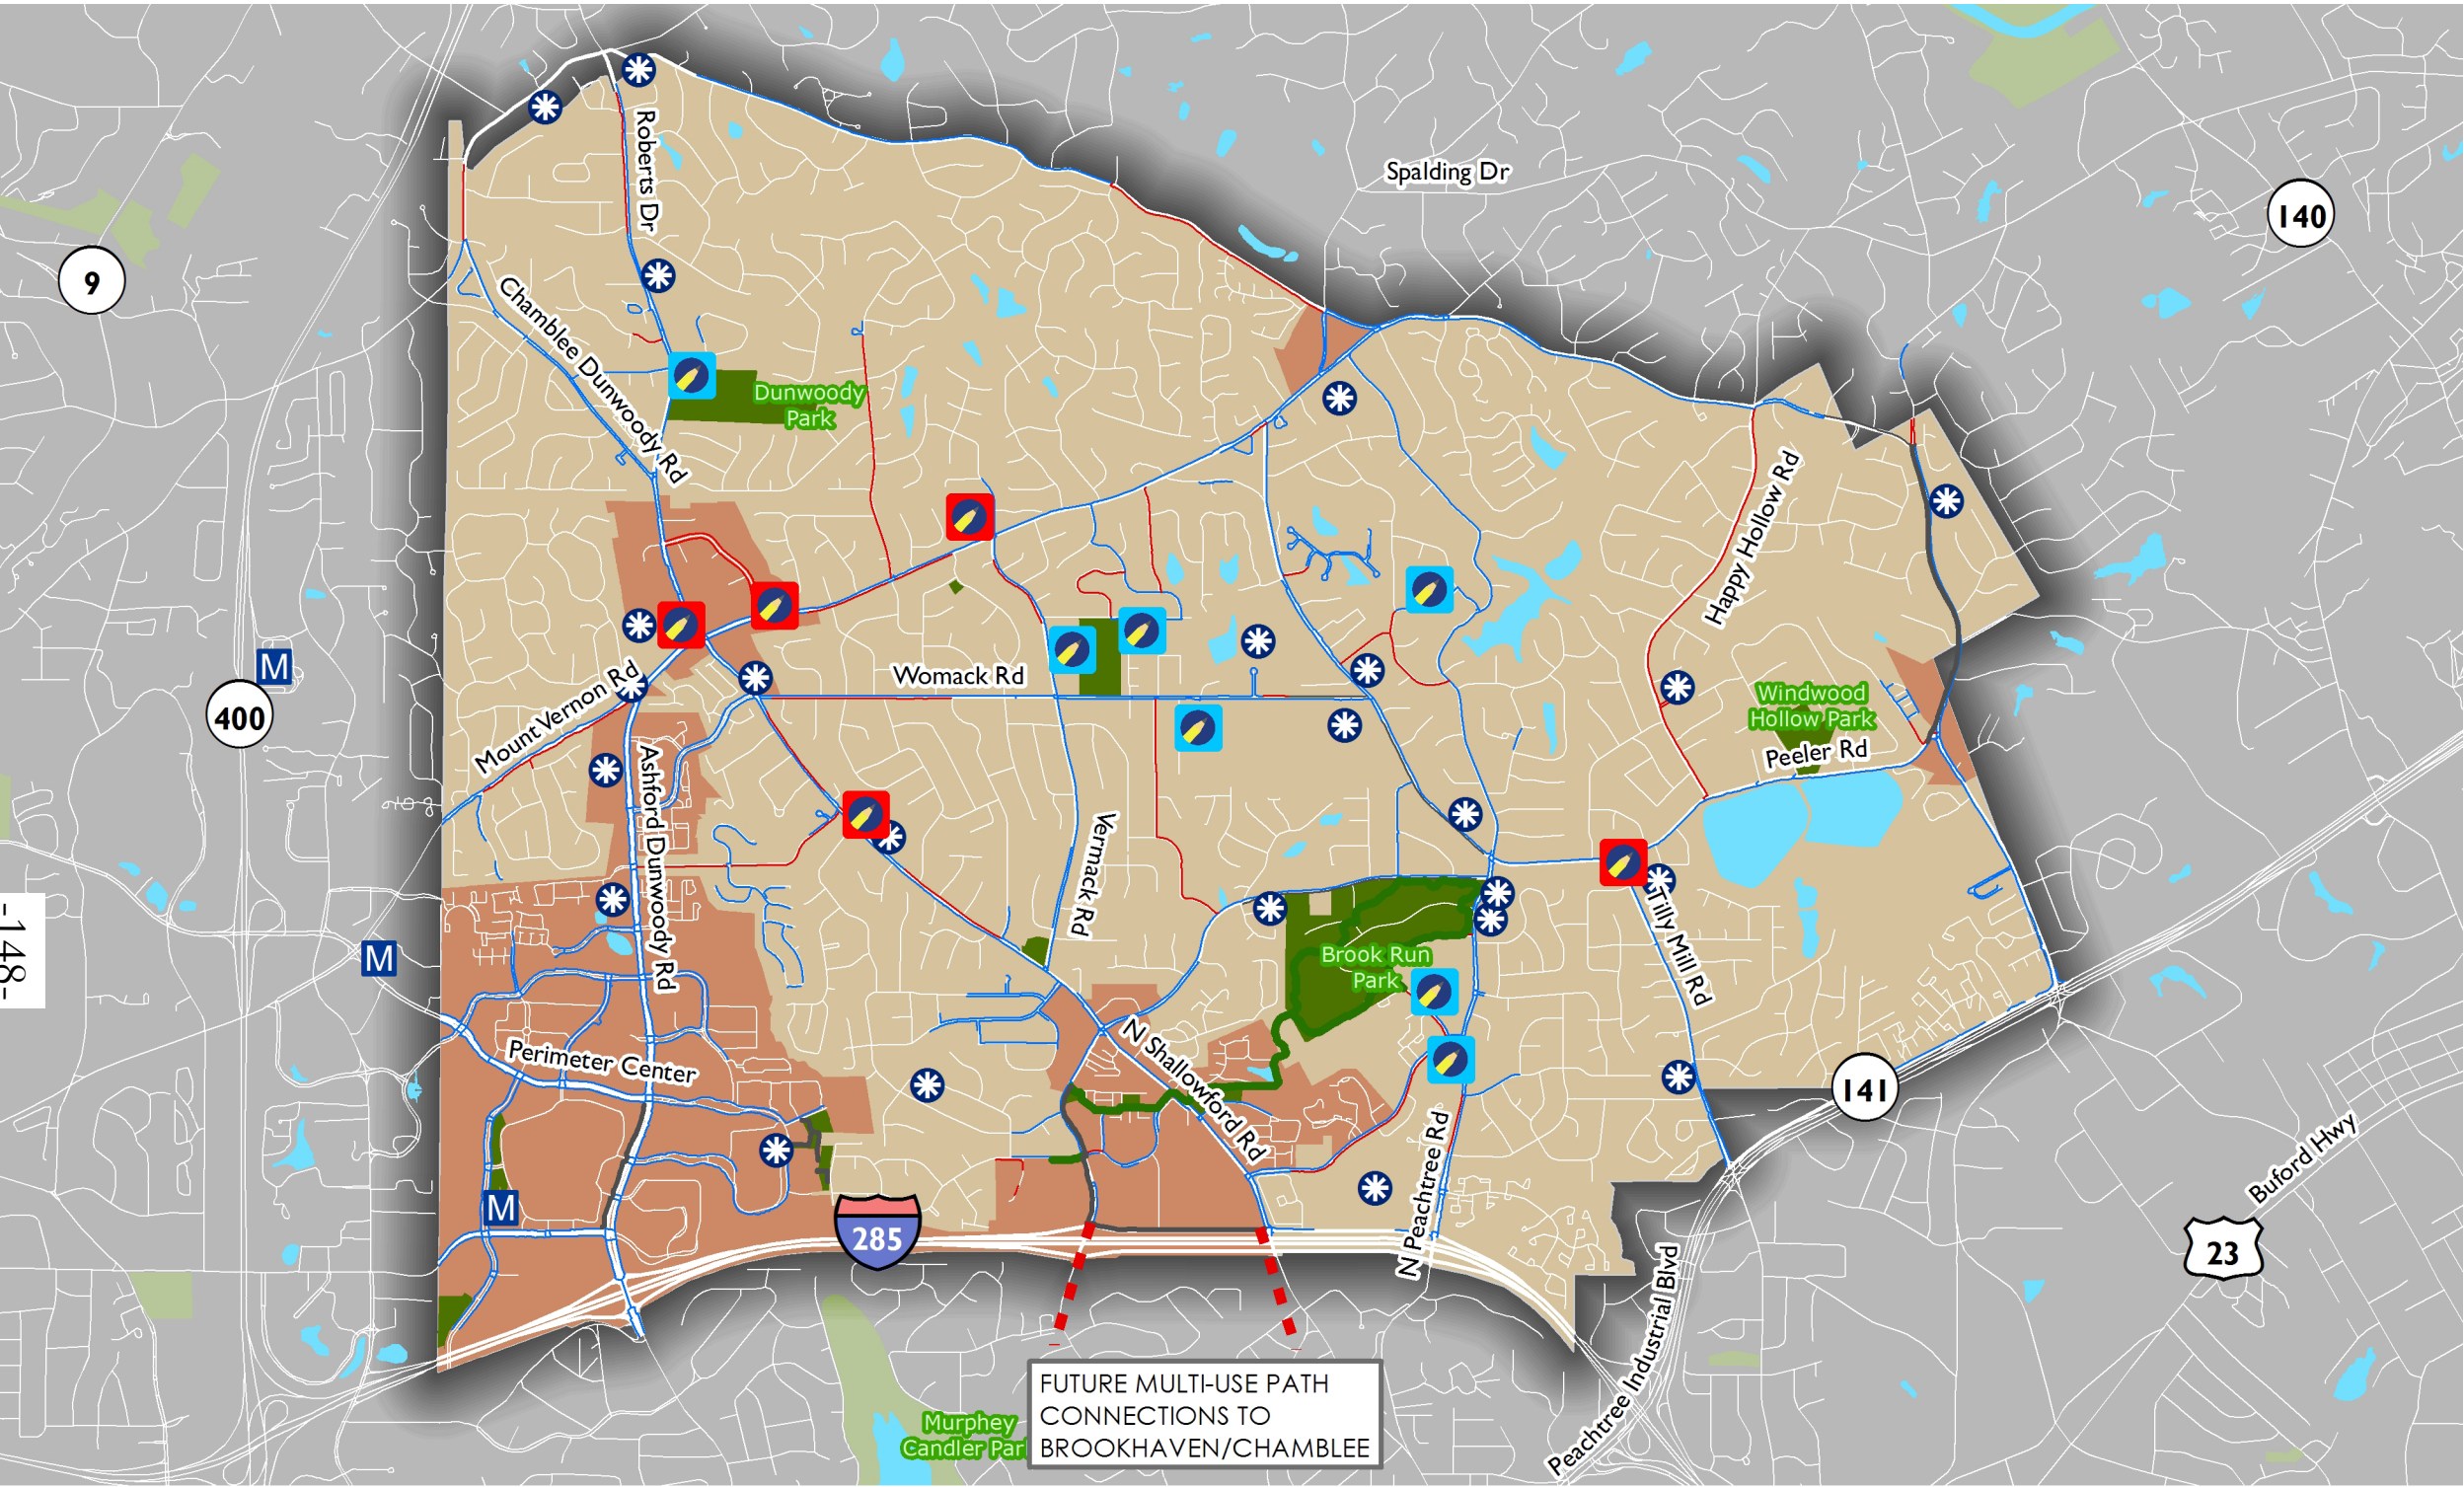 Spalding Dr
140
Roberts Dr
9
Chamblee Dunwoody Rd
Dunwoody
Park
Happy Hollow Rd
M
400
Womack Rd
Mount Vernon Rd
Windwood
Hollow Park
Peeler Rd
Ashford Dunwoody Rd
Vermack Rd
-148-
M
Brook Run
Park
Tilly Mill Rd
N Shallowford Rd
Perimeter Center
141
M
N Peachtree Rd
Buford Hwy
285
23
Peachtree Industrial Blvd
FUTURE MULTI-USE PATH
CONNECTIONS TO
BROOKHAVEN/CHAMBLEE
Murphey
Candler Par